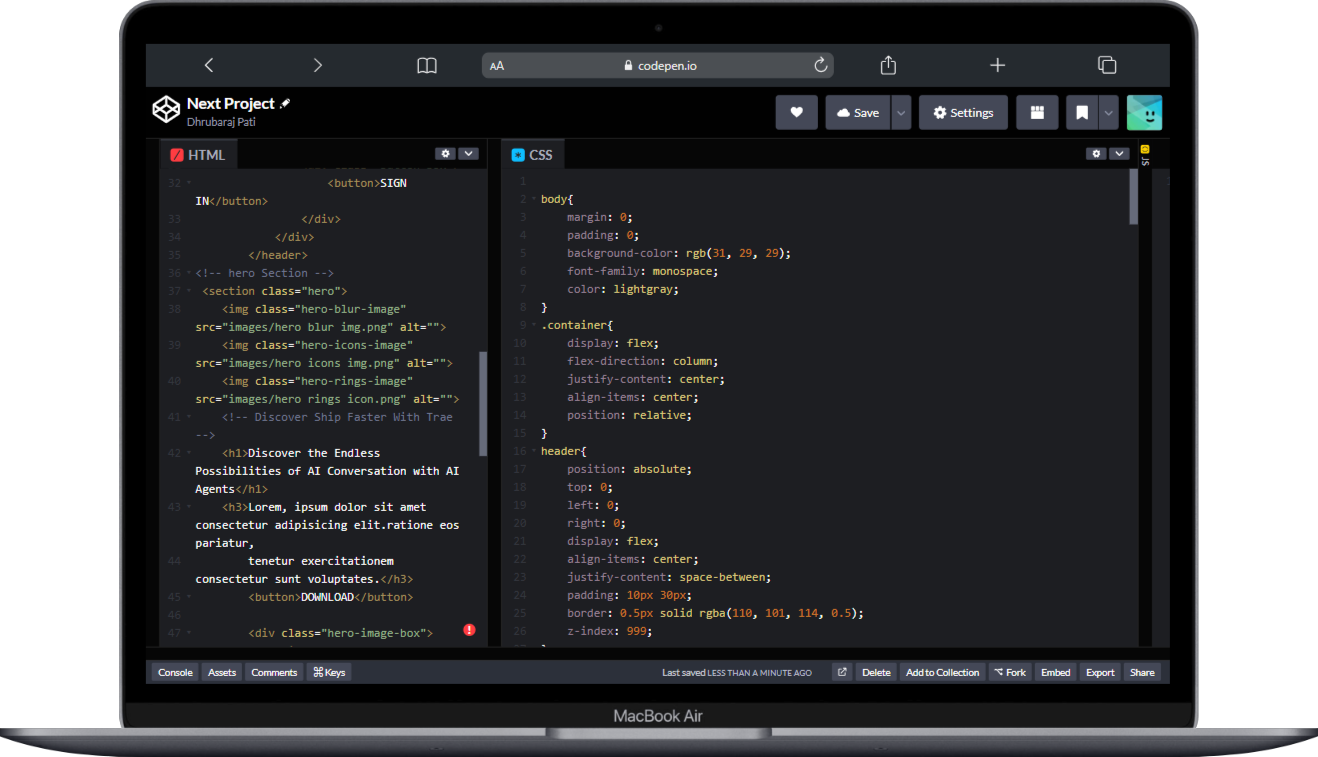 AA
codepen.io
Next Project
Dhrubaraj Pati
Save
Settings
HTML
32 <button>SIGN
IN</button>
33 </div>
34 </div>
35 </header>
36 <!-- hero Section -->
37 <section class="hero">
38 <img class="hero-blur-image"
src="images/hero blur img.png" alt="">
39 <img class="hero-icons-image"
src="images/hero icons img.png" alt="">
40 <img class="hero-rings-image"
src="images/hero rings icon.png" alt="">
41 <!-- Discover Ship Faster With Trae
-->
42 <h1>Discover the Endless
Possibilities of AI Conversation with AI
Agents</h1>
43 <h3>Lorem, ipsum dolor sit amet
consectetur adipisicing elit.ratione eos
pariatur,
44 tenetur exercitationem
consectetur sunt voluptates.</h3>
45 <button>DOWNLOAD</button>
46
47 <div class="hero-image-box">
CSS
1
2 body{
3 margin: 0;
4 padding: 0;
5 background-color: rgb(31, 29, 29);
6 font-family: monospace;
7 color: lightgray;
8 }
9 .container{
10 display: flex;
11 flex-direction: column;
12 justify-content: center;
13 align-items: center;
14 position: relative;
15 }
16 header{
17 position: absolute;
18 top: 0;
19 left: 0;
20 right: 0;
21 display: flex;
22 align-items: center;
23 justify-content: space-between;
24 padding: 10px 30px;
25 border: 0.5px solid rgba(110, 101, 114, 0.5);
26 z-index: 999;
JS
Console
Assets
Comments
⌘Keys
Last saved LESS THAN A MINUTE AGO
Delete
Add to Collection
Fork
Embed
Export
Share
MacBook Air